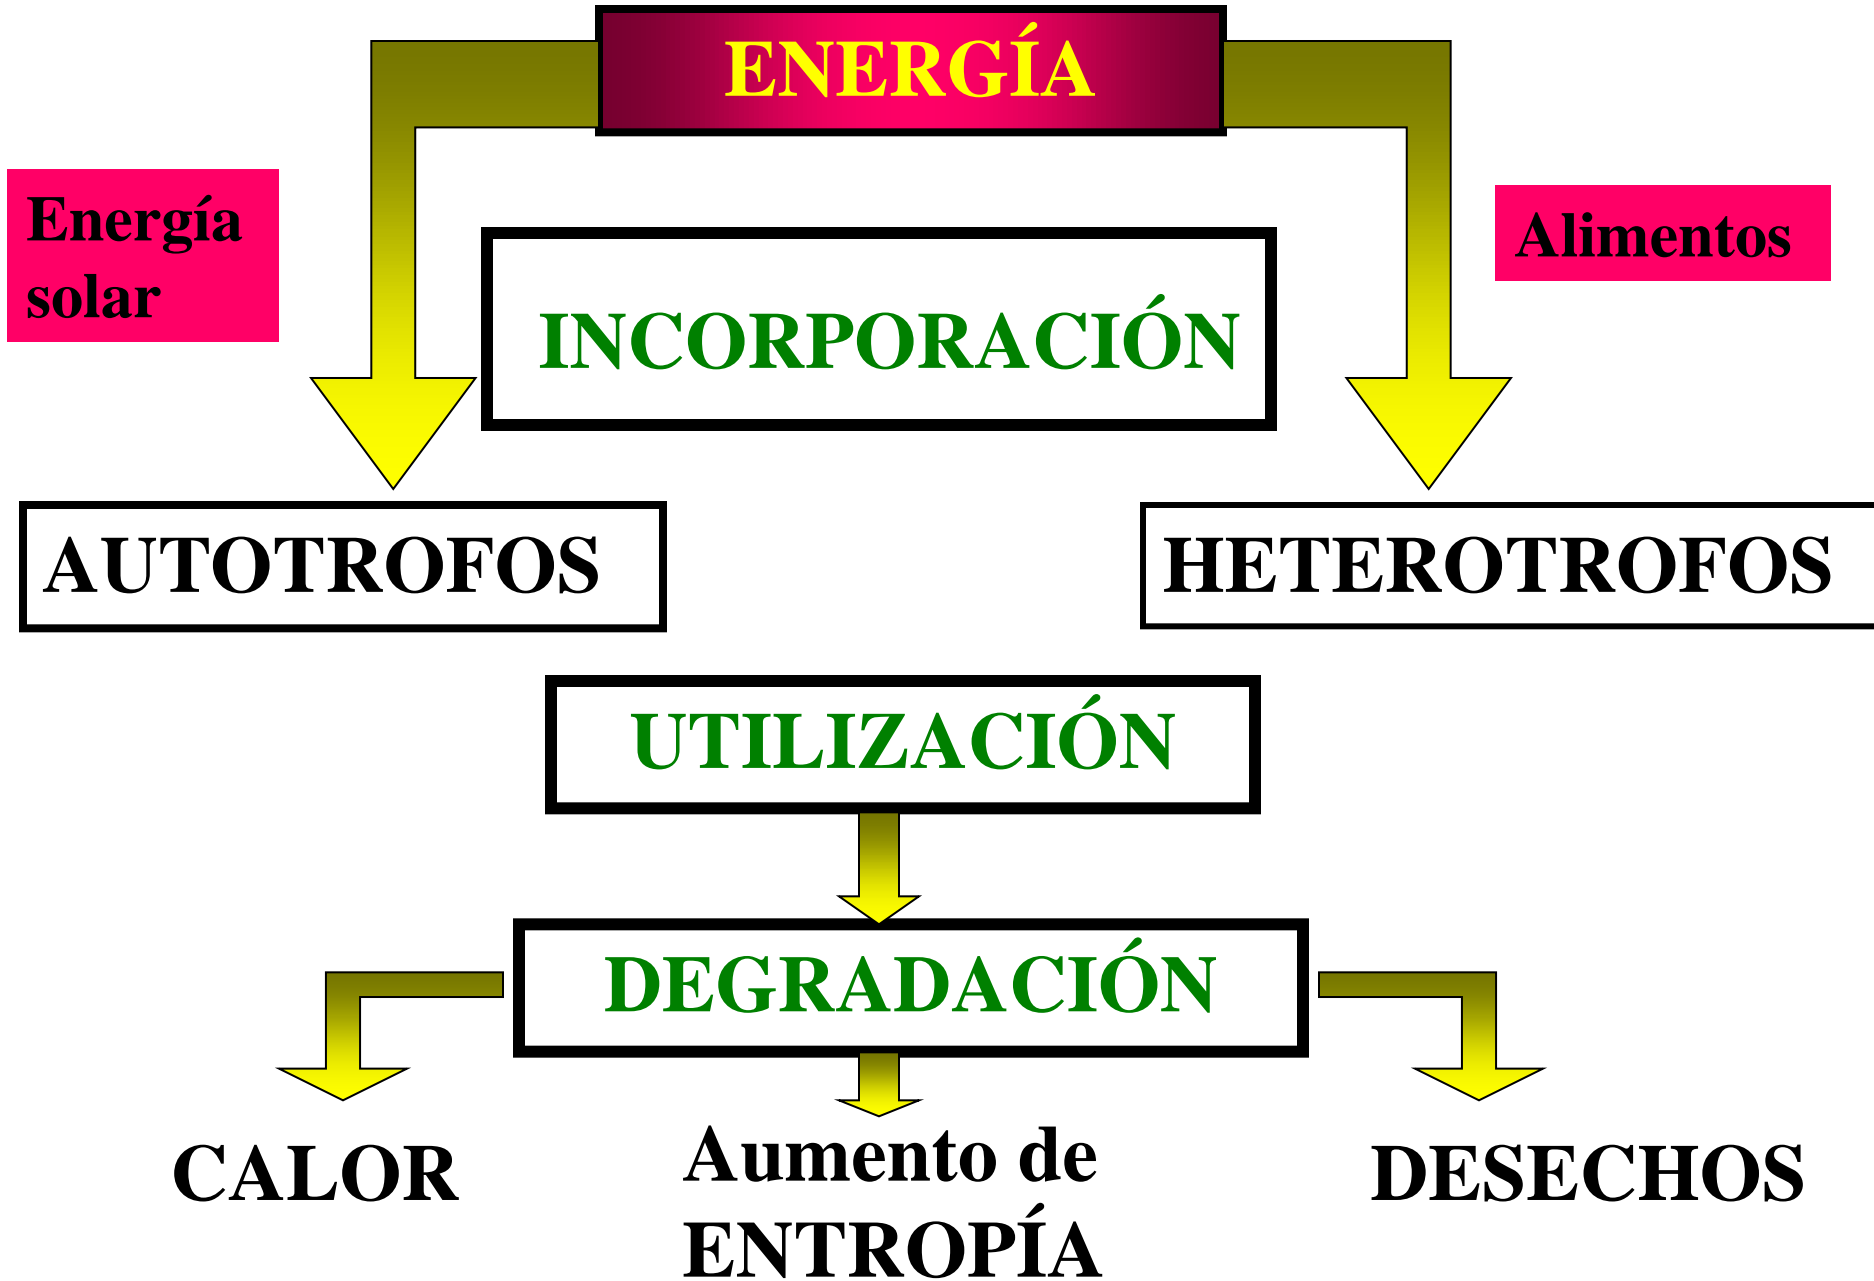 ENERGÍA
Energía
solar
Alimentos
INCORPORACIÓN
AUTOTROFOS
HETEROTROFOS
UTILIZACIÓN
DEGRADACIÓN
CALOR
Aumento de
ENTROPÍA
DESECHOS